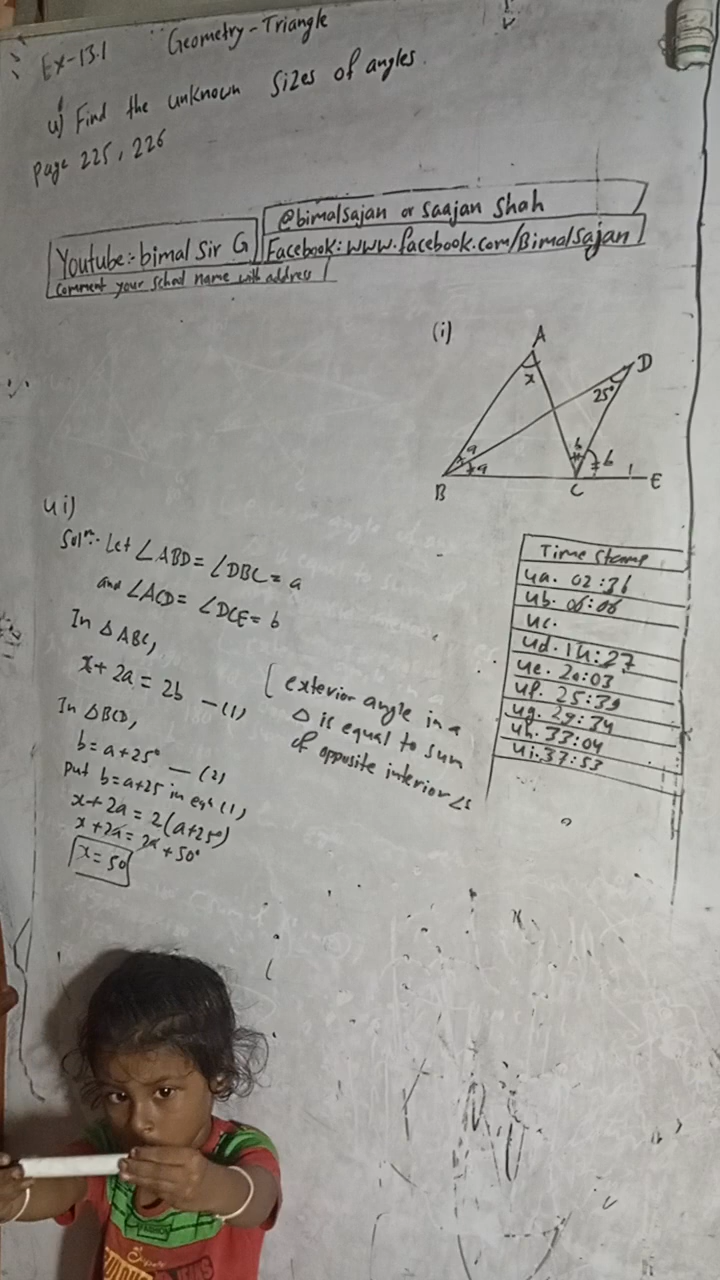 Ex-13.1 Geometry-Triangle
4) Find the unknown sizes of angles.
Page 225, 226
@bimalsajan or Saajan Shah
Youtube:- bimal Sir G
Facebook: www.facebook.com/BimalSajan
Comment your School name with address
(i)
A
x
D
25°
a
a
b
b
B
C
E
4i)
Solⁿ:- Let ∠ABD = ∠DBC = a
and ∠ACD = ∠DCE = b
In △ABC,
x + 2a = 2b — (1)
[exterior angle in a
△ is equal to sum
of opposite interior ∠s
In △BCD,
b = a + 25° — (2)
Put b = a+25 in eqⁿ (1)
x + 2a = 2(a+25°)
x + 2a = 2a + 50°
x = 50
Time Stamp
4a. 02:36
4b. 06:06
4c.
4d. 14:27
4e. 20:03
4f. 25:39
4g. 29:34
4h. 33:04
4i. 37:53